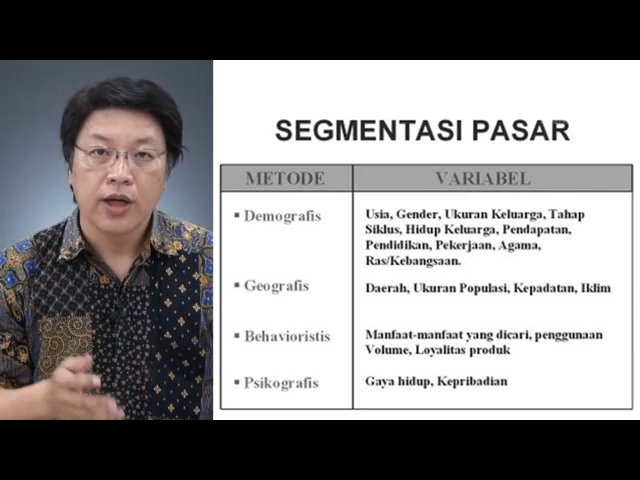 SEGMENTASI PASAR
METODE VARIABEL
▪ Demografis
Usia, Gender, Ukuran Keluarga, Tahap
Siklus, Hidup Keluarga, Pendapatan,
Pendidikan, Pekerjaan, Agama,
Ras/Kebangsaan.
▪ Geografis
Daerah, Ukuran Populasi, Kepadatan, Iklim
▪ Behavioristis
Manfaat-manfaat yang dicari, penggunaan
Volume, Loyalitas produk
▪ Psikografis
Gaya hidup, Kepribadian